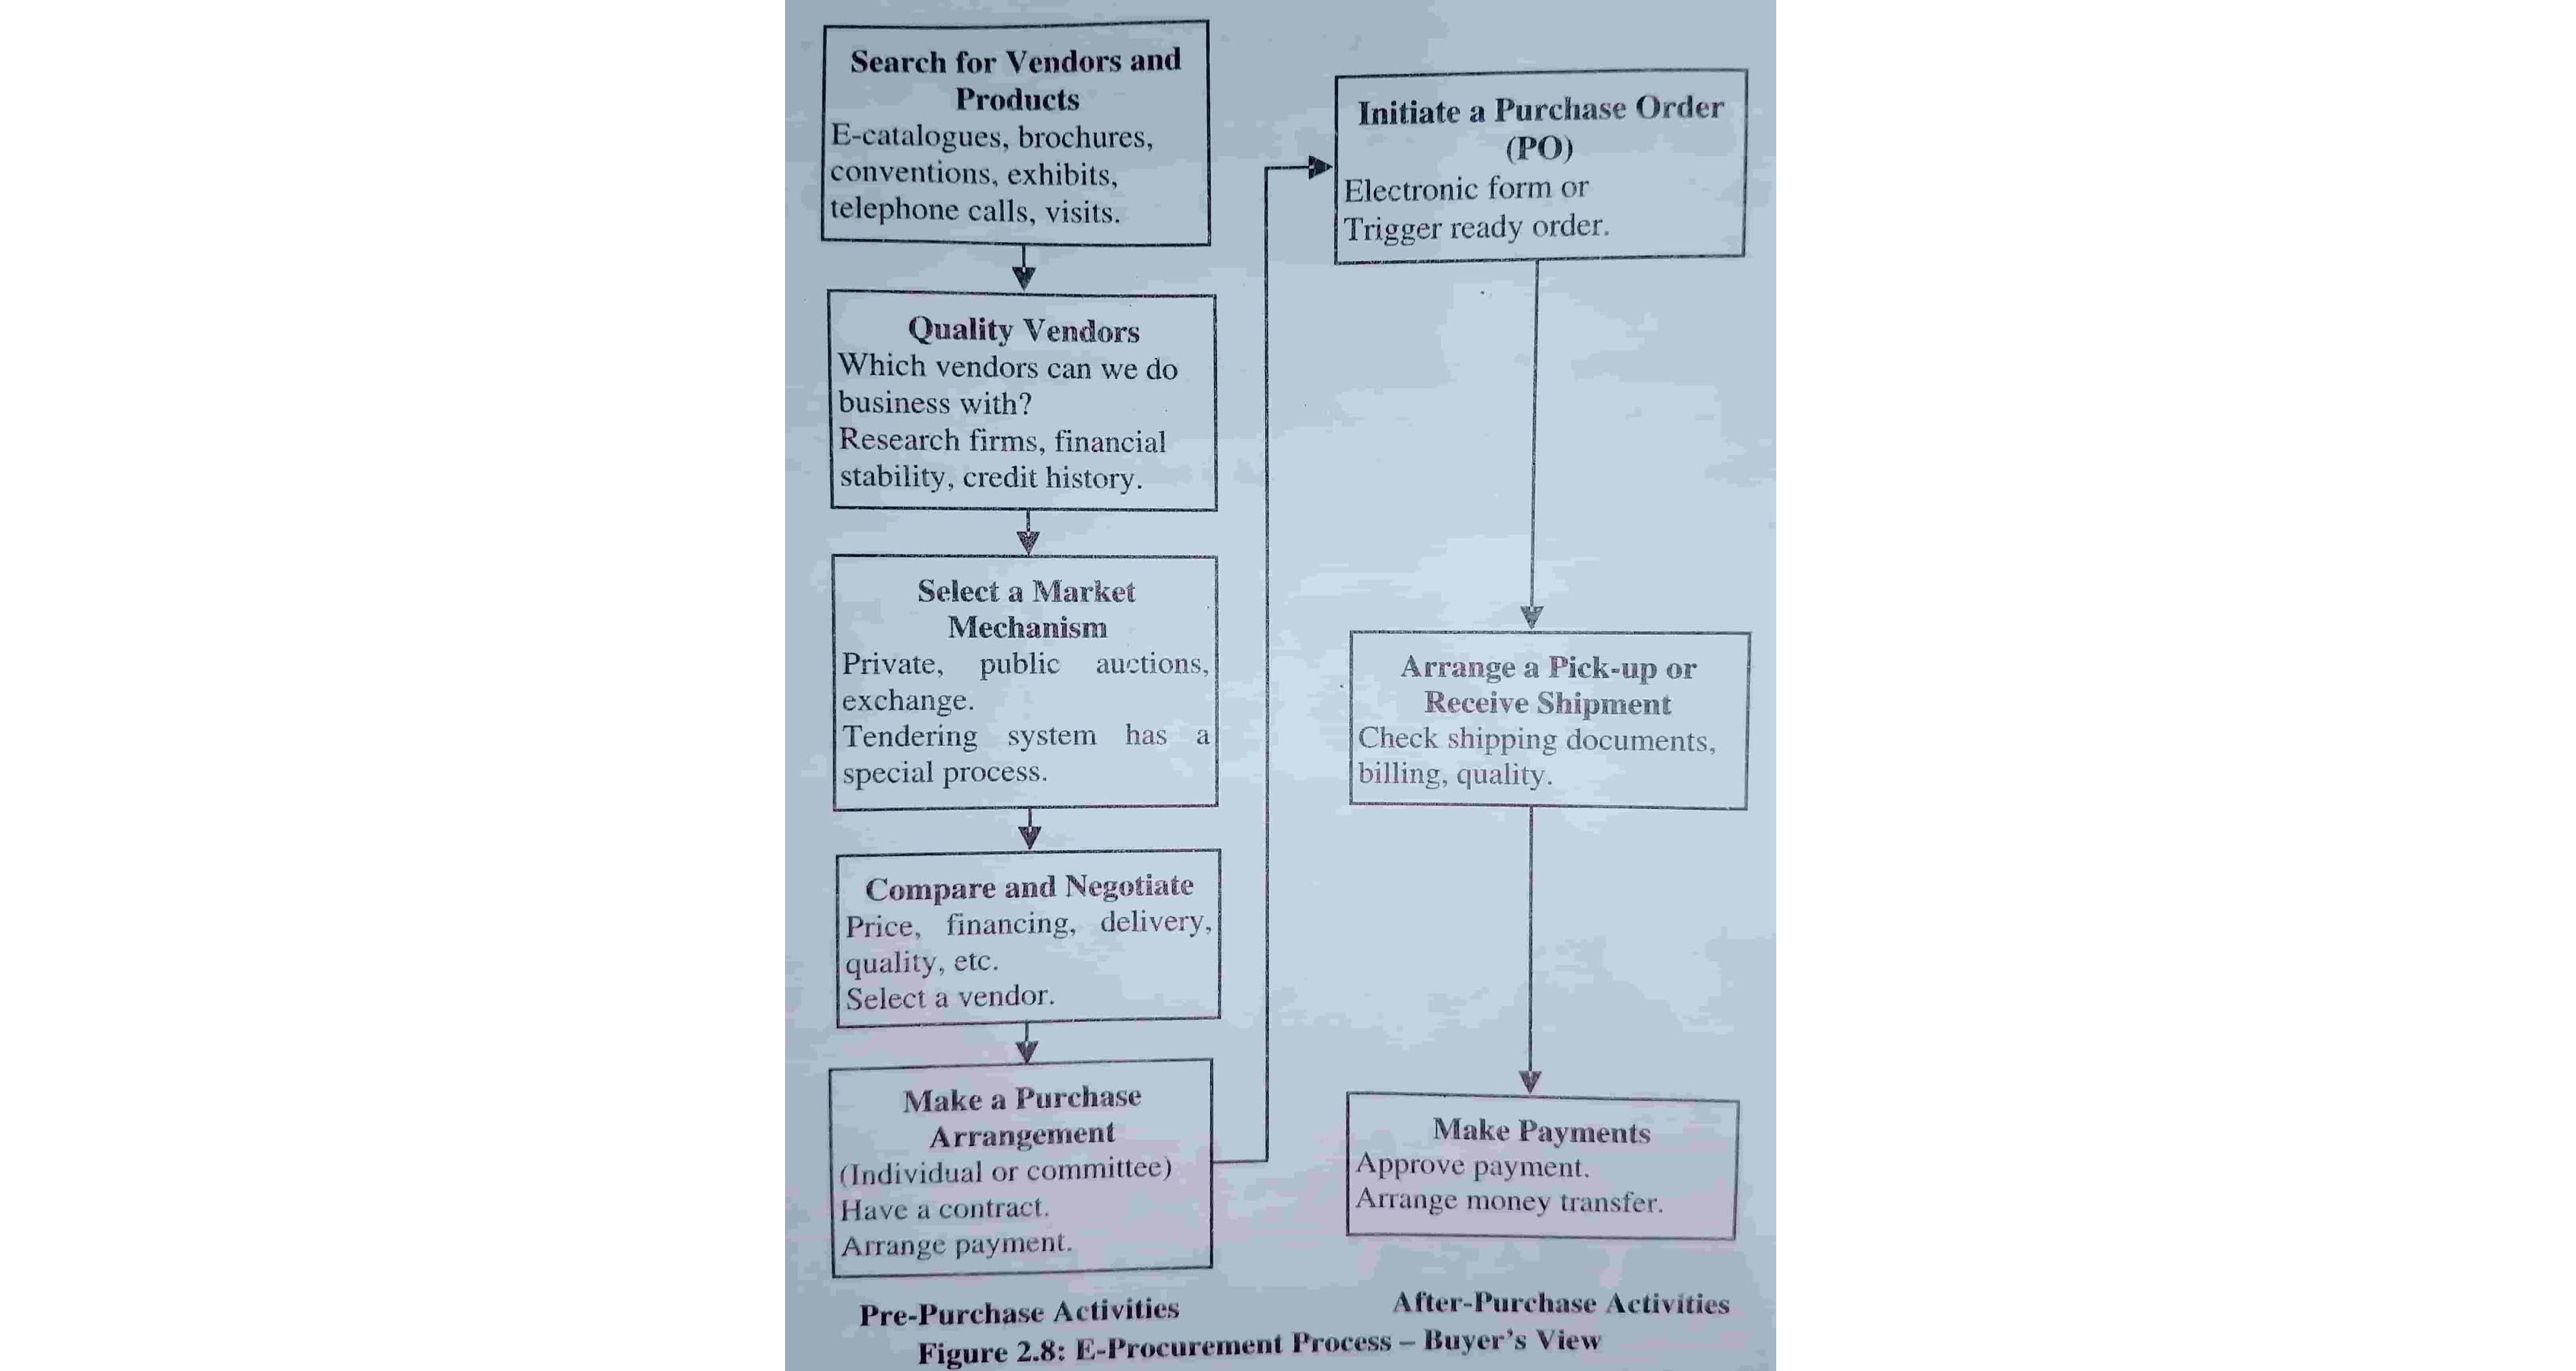 Search for Vendors and
Products
E-catalogues, brochures,
conventions, exhibits,
telephone calls, visits.
Quality Vendors
Which vendors can we do
business with?
Research firms, financial
stability, credit history.
Select a Market
Mechanism
Private, public auctions,
exchange.
Tendering system has a
special process.
Compare and Negotiate
Price, financing, delivery,
quality, etc.
Select a vendor.
Make a Purchase
Arrangement
(Individual or committee)
Have a contract.
Arrange payment.
Pre-Purchase Activities
Initiate a Purchase Order
(PO)
Electronic form or
Trigger ready order.
Arrange a Pick-up or
Receive Shipment
Check shipping documents,
billing, quality.
Make Payments
Approve payment.
Arrange money transfer.
After-Purchase Activities
Figure 2.8: E-Procurement Process – Buyer's View